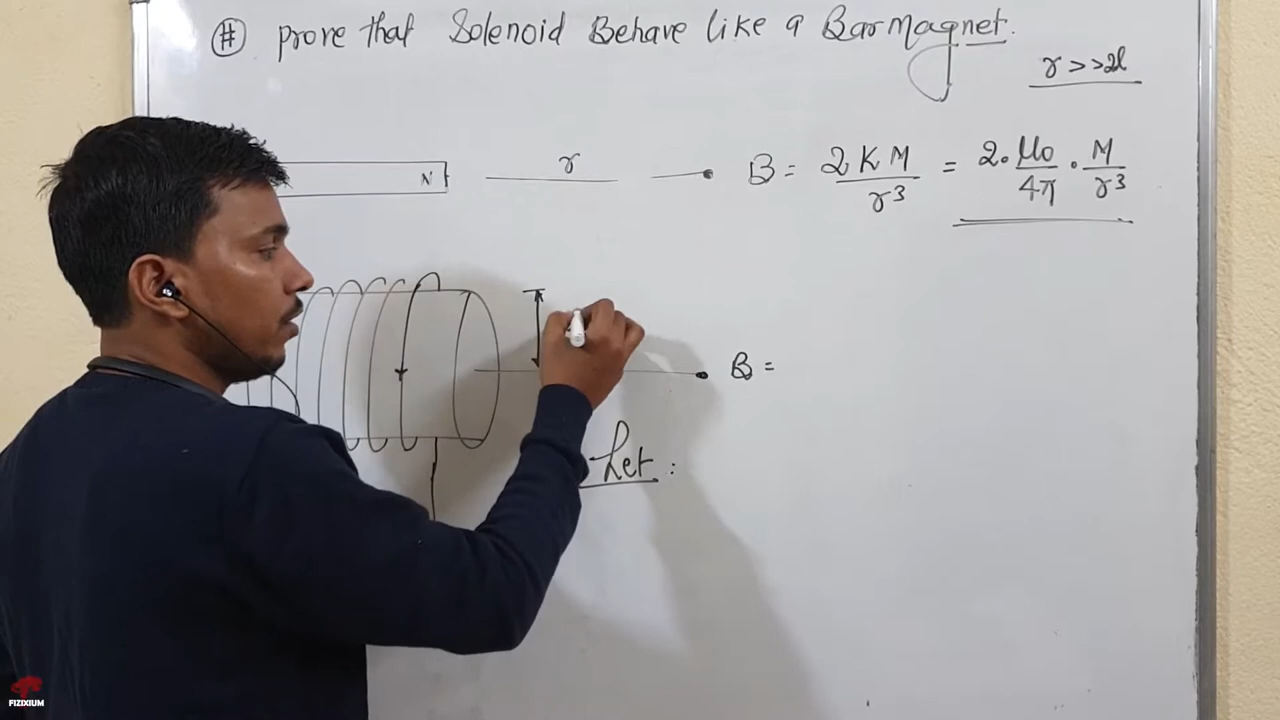 # prove that Solenoid Behave like a Bar Magnet.
r >> 2l
N
r
B = 2KM/r³ = 2·μ₀/4π · M/r³
B =
Let :
FIZIXIUM